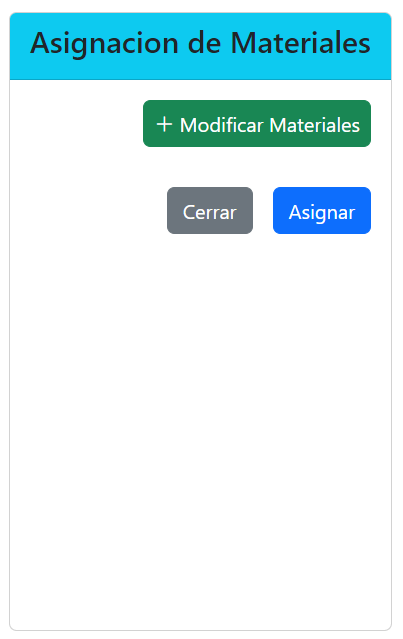 Asignacion de Materiales
+ Modificar Materiales
Cerrar Asignar